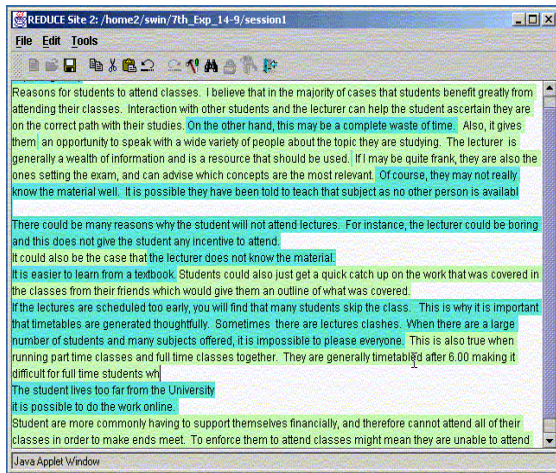 REDUCE Site 2: /home2/swin/7th_Exp_14-9/session1
File Edit Tools
Reasons for students to attend classes. I believe that in the majority of cases that students benefit greatly from
attending their classes. Interaction with other students and the lecturer can help the student ascertain they are
on the correct path with their studies. On the other hand, this may be a complete waste of time. Also, it gives
them an opportunity to speak with a wide variety of people about the topic they are studying. The lecturer is
generally a wealth of information and is a resource that should be used. If I may be quite frank, they are also the
ones setting the exam, and can advise which concepts are the most relevant. Of course, they may not really
know the material well. It is possible they have been told to teach that subject as no other person is availabl
There could be many reasons why the student will not attend lectures. For instance, the lecturer could be boring
and this does not give the student any incentive to attend.
It could also be the case that the lecturer does not know the material.
It is easier to learn from a textbook. Students could also just get a quick catch up on the work that was covered in
the classes from their friends which would give them an outline of what was covered.
If the lectures are scheduled too early, you will find that many students skip the class. This is why it is important
that timetables are generated thoughtfully. Sometimes there are lectures clashes. When there are a large
number of students and many subjects offered, it is impossible to please everyone. This is also true when
running part time classes and full time classes together. They are generally timetabled after 6.00 making it
difficult for full time students wh
The student lives too far from the University
it is possible to do the work online.
Student are more commonly having to support themselves financially, and therefore cannot attend all of their
classes in order to make ends meet. To enforce them to attend classes might mean they are unable to attend
Java Applet Window